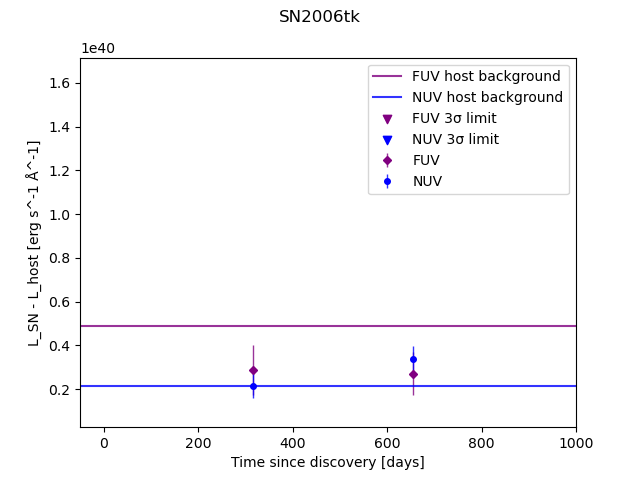 SN2006tk
1e40
FUV host background
NUV host background
FUV 3σ limit
NUV 3σ limit
FUV
NUV
1.6
1.4
1.2
1.0
0.8
0.6
0.4
0.2
L_SN - L_host [erg s^-1 Å^-1]
0
200
400
600
800
1000
Time since discovery [days]